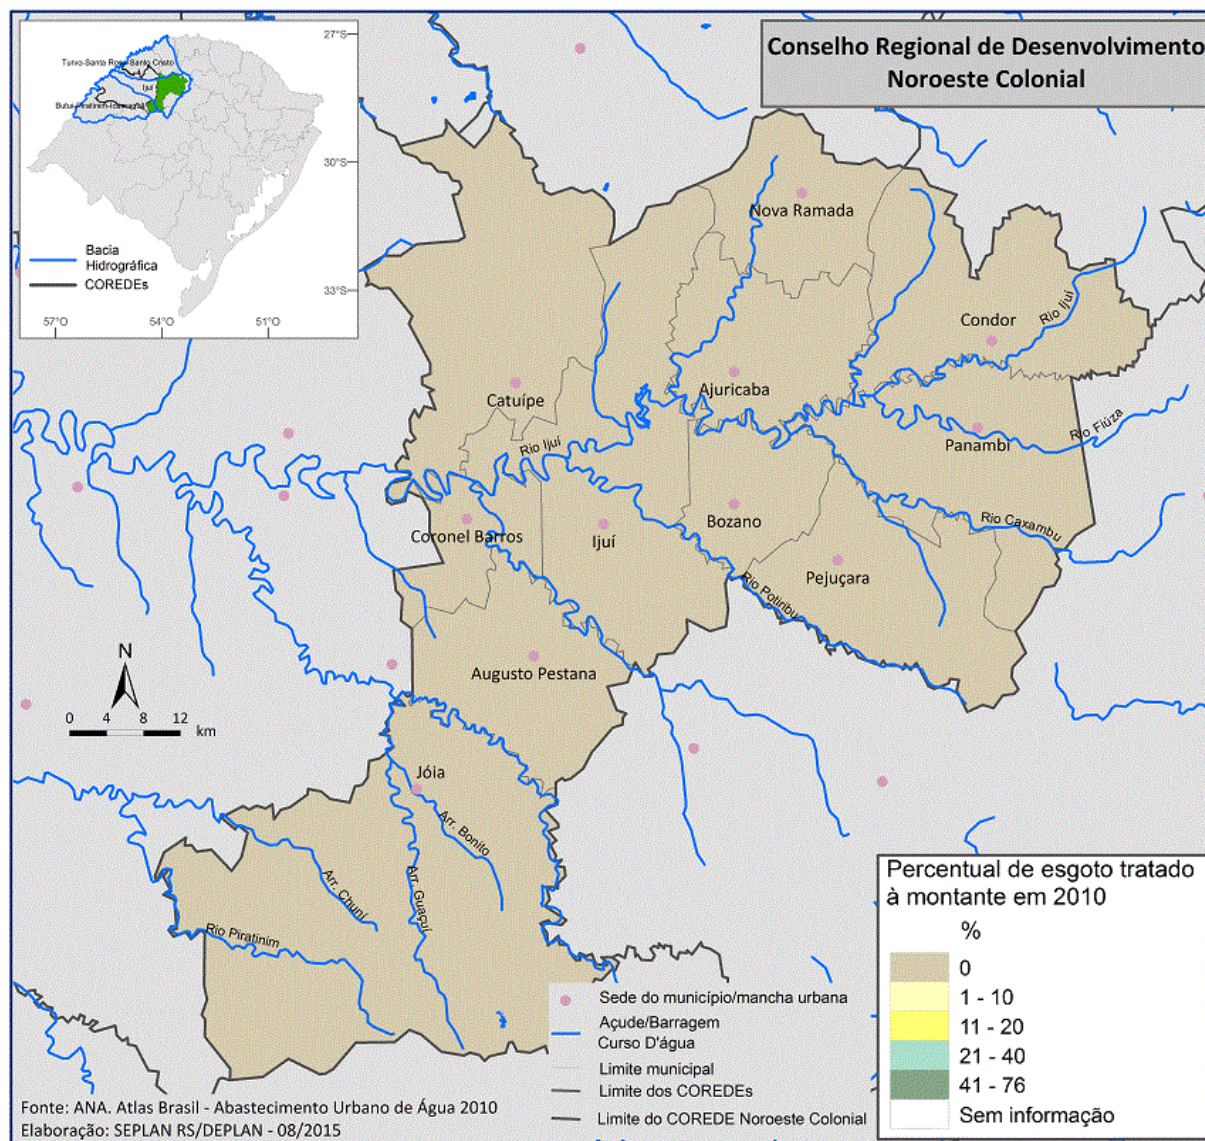 Conselho Regional de Desenvolvimento
Noroeste Colonial
27°S
30°S
33°S
57°O
54°O
51°O
Turvo-Santa Rosa-Santo Cristo
Ijuí
Bacia
Hidrográfica
COREDEs
Nova Ramada
Condor
Rio Ijuí
Ajuricaba
Catuípe
Rio Ijuí
Panambi
Rio Fiúza
Coronel Barros
Ijuí
Bozano
Rio Caxambu
Pejuçara
Rio Potiribu
Augusto Pestana
N
0 4 8 12
km
Jóia
Arr. Bonito
Arr. Chuní
Arr. Guaçuí
Rio Piratinim
Percentual de esgoto tratado
à montante em 2010
%
0
1 - 10
11 - 20
21 - 40
41 - 76
Sem informação
Sede do município/mancha urbana
Açude/Barragem
Curso D'água
Limite municipal
Limite dos COREDEs
Limite do COREDE Noroeste Colonial
Fonte: ANA. Atlas Brasil - Abastecimento Urbano de Água 2010
Elaboração: SEPLAN RS/DEPLAN - 08/2015